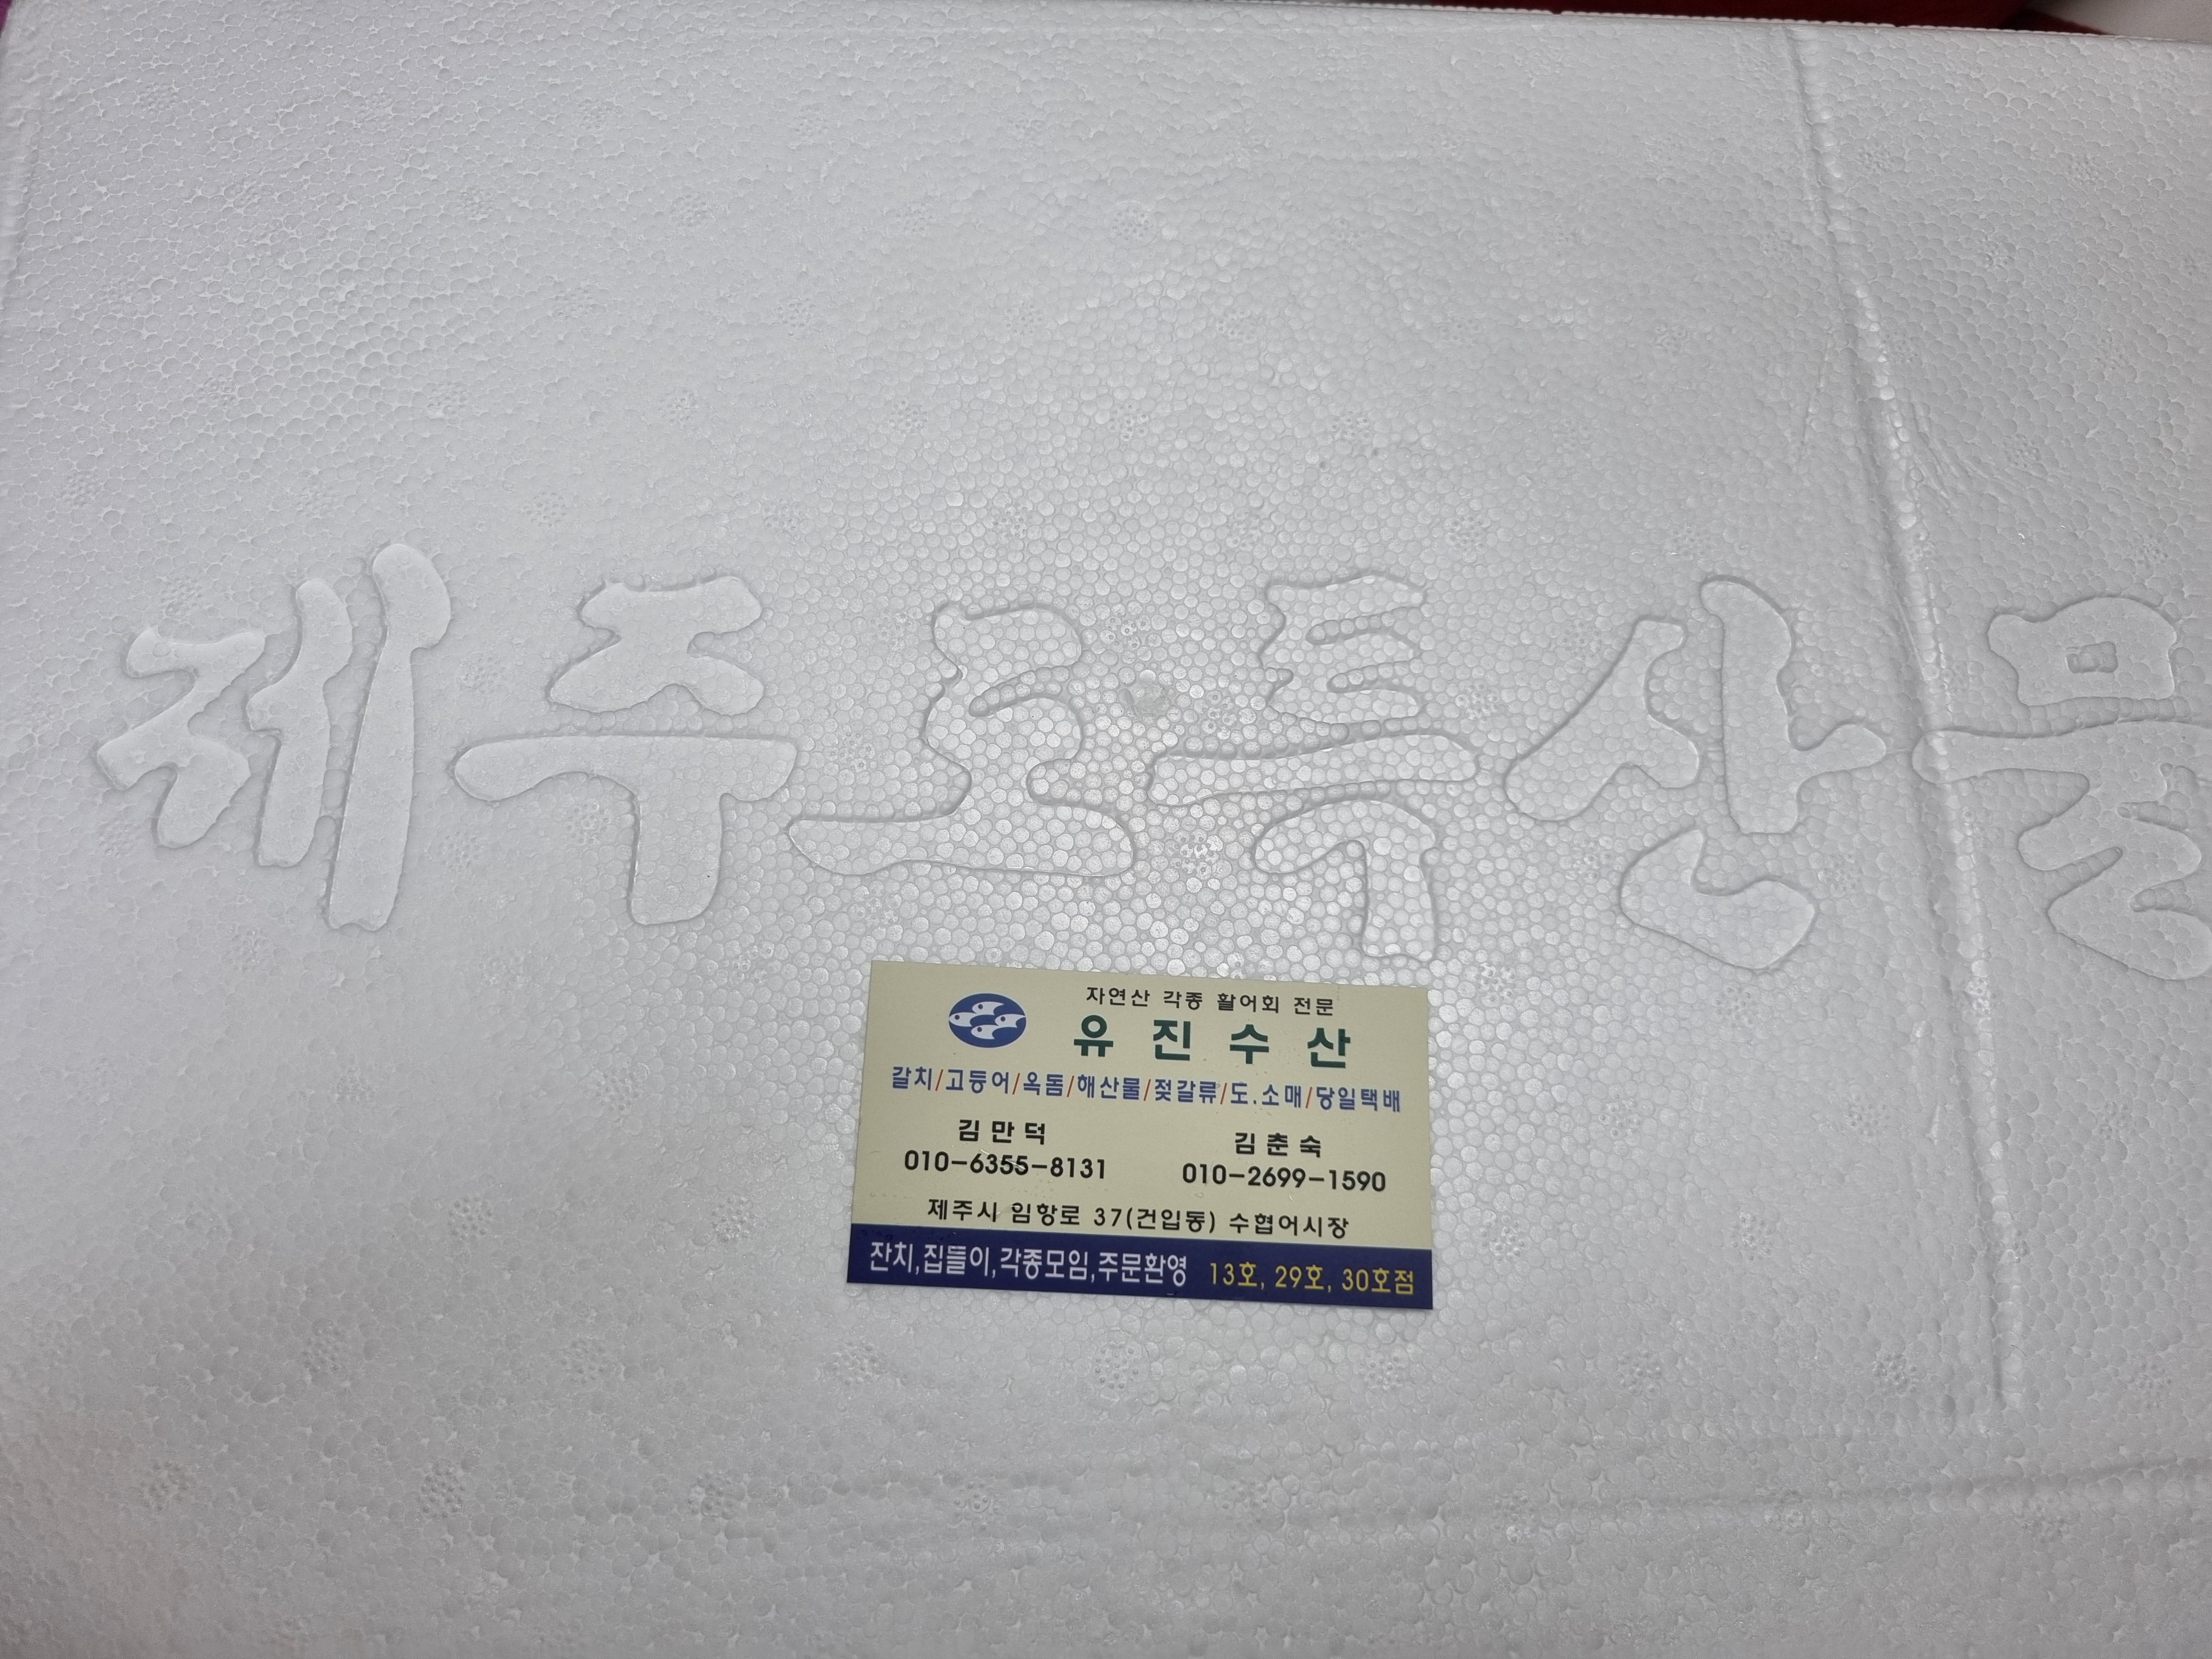 제주도특산물
자연산 각종 활어회 전문
유진수산
갈치/고등어/옥돔/해산물/젖갈류/도.소매/당일택배
김만덕 김춘숙
010-6355-8131 010-2699-1590
제주시 임항로 37(건입동) 수협어시장
잔치,집들이,각종모임,주문환영 13호, 29호, 30호점